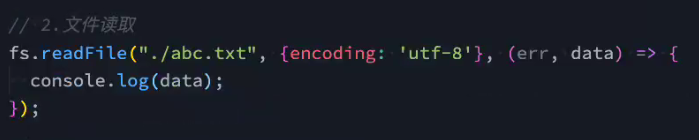 // 2.文件读取
fs.readFile("./abc.txt", {encoding: 'utf-8'}, (err, data) => {
  console.log(data);
});